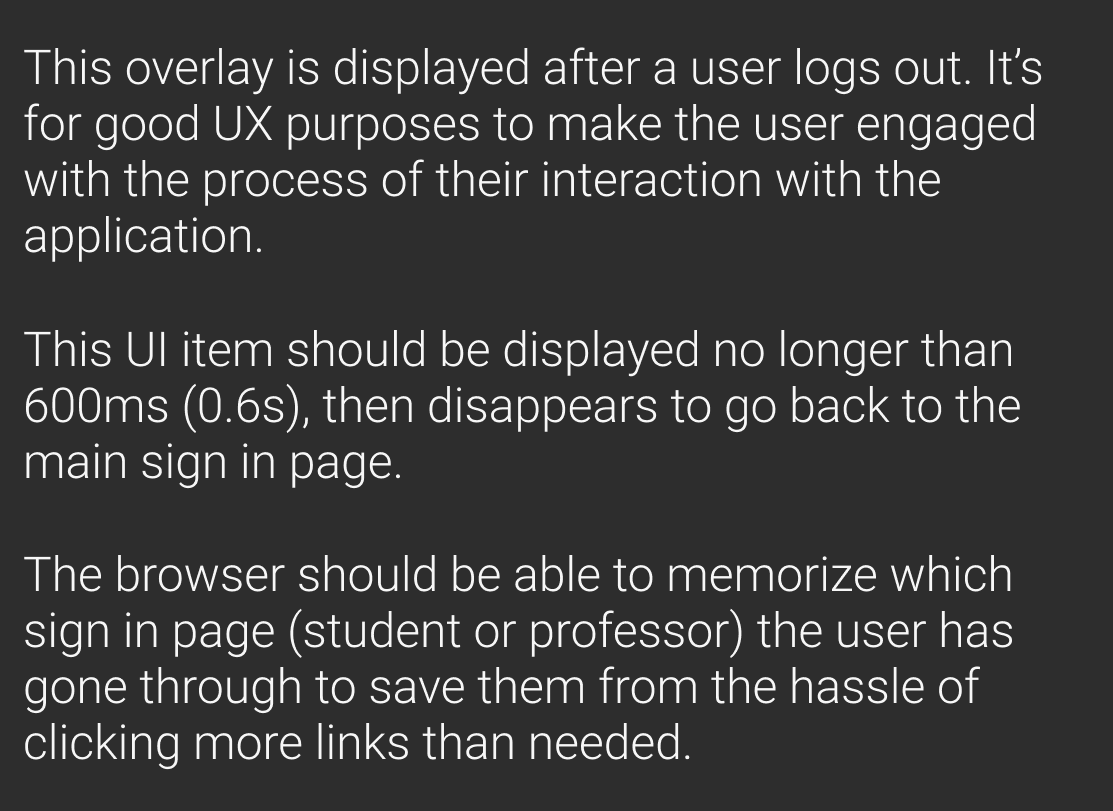 This overlay is displayed after a user logs out. It’s
for good UX purposes to make the user engaged
with the process of their interaction with the
application.
This UI item should be displayed no longer than
600ms (0.6s), then disappears to go back to the
main sign in page.
The browser should be able to memorize which
sign in page (student or professor) the user has
gone through to save them from the hassle of
clicking more links than needed.